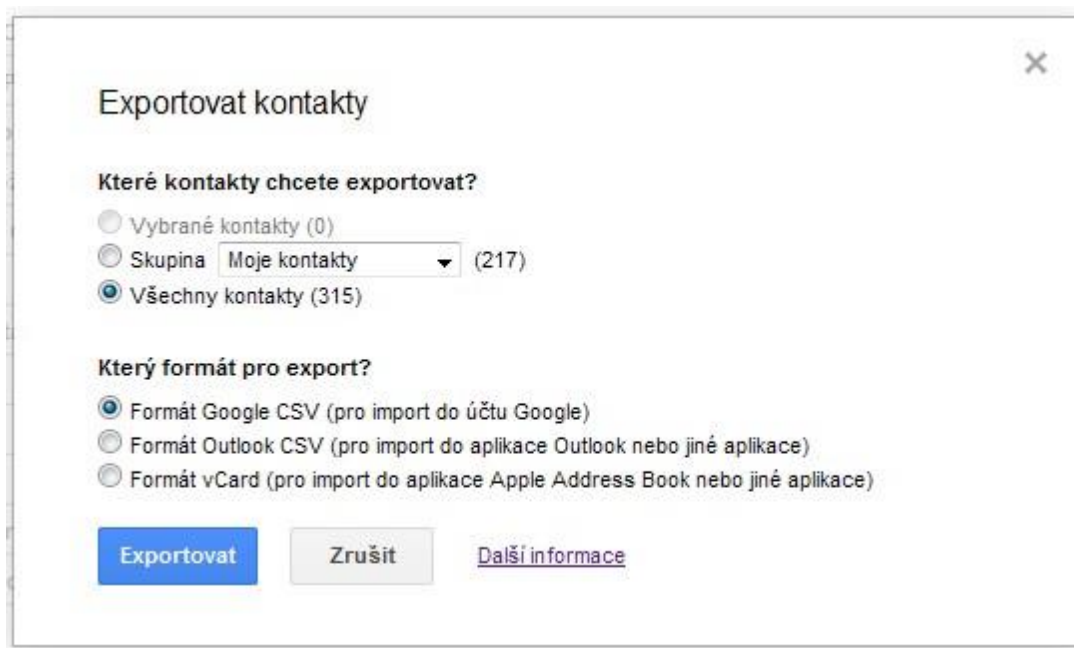 Exportovat kontakty
Které kontakty chcete exportovat?
Vybrané kontakty (0)
Skupina Moje kontakty (217)
Všechny kontakty (315)
Který formát pro export?
Formát Google CSV (pro import do účtu Google)
Formát Outlook CSV (pro import do aplikace Outlook nebo jiné aplikace)
Formát vCard (pro import do aplikace Apple Address Book nebo jiné aplikace)
Exportovat Zrušit Další informace